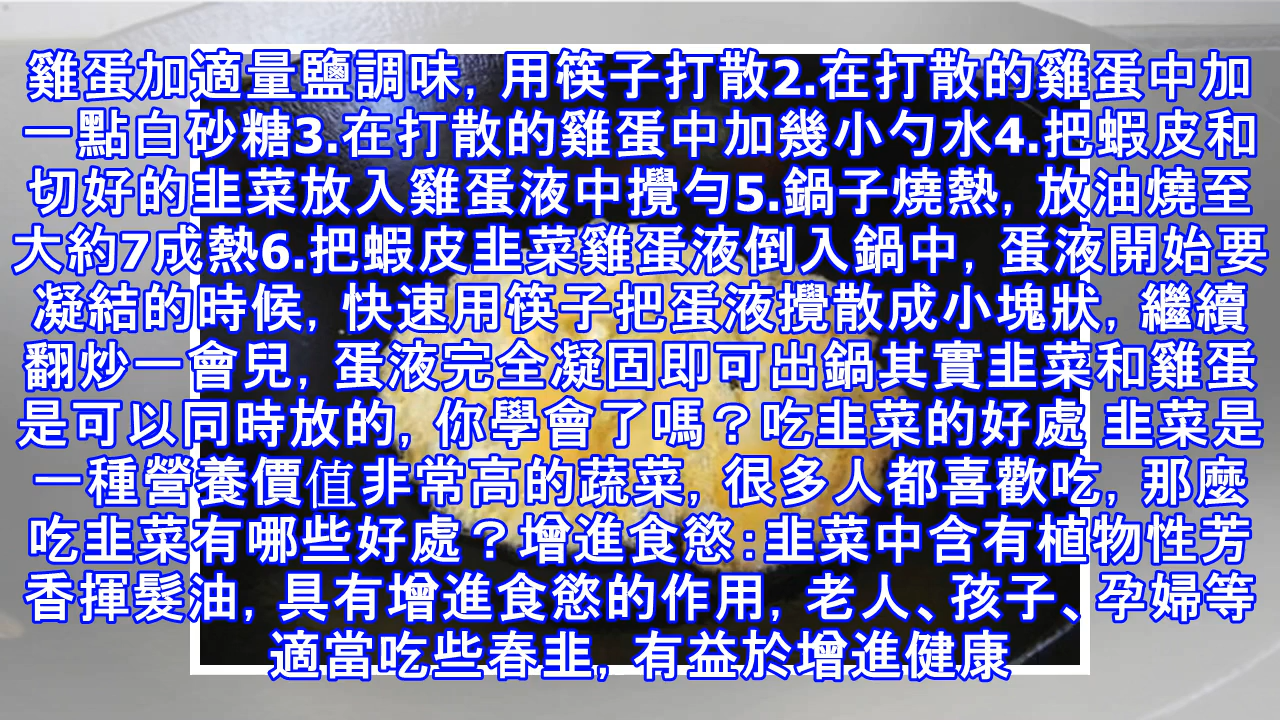 雞蛋加適量鹽調味, 用筷子打散2.在打散的雞蛋中加
一點白砂糖3.在打散的雞蛋中加幾小勺水4.把蝦皮和
切好的韭菜放入雞蛋液中攪勻5.鍋子燒熱, 放油燒至
大約7成熱6.把蝦皮韭菜雞蛋液倒入鍋中, 蛋液開始要
凝結的時候, 快速用筷子把蛋液攪散成小塊狀, 繼續
翻炒一會兒, 蛋液完全凝固即可出鍋其實韭菜和雞蛋
是可以同時放的, 你學會了嗎？吃韭菜的好處 韭菜是
一種營養價值非常高的蔬菜, 很多人都喜歡吃, 那麼
吃韭菜有哪些好處？增進食慾:韭菜中含有植物性芳
香揮髮油, 具有增進食慾的作用, 老人、孩子、孕婦等
適當吃些春韭, 有益於增進健康